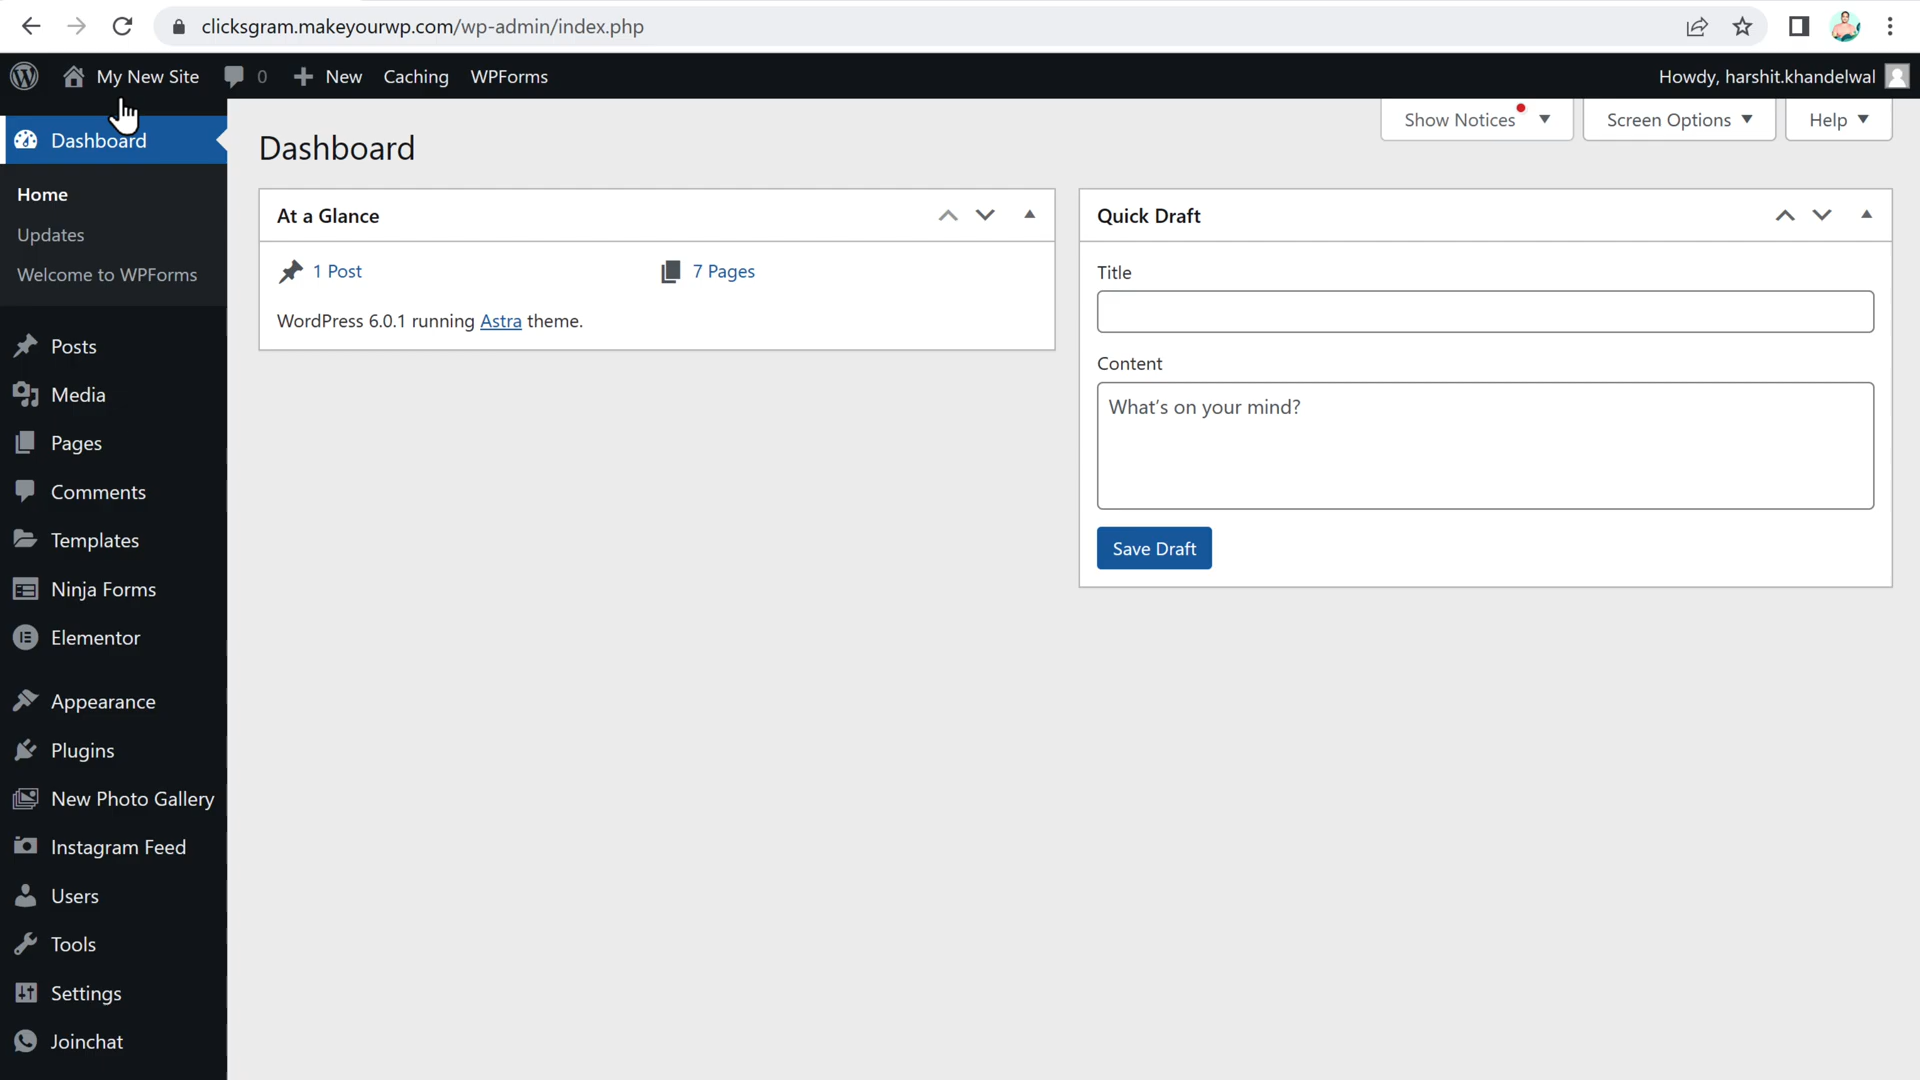 clicksgram.makeyourwp.com/wp-admin/index.php
My New Site 0 New Caching WPForms Howdy, harshit.khandelwal
Show Notices Screen Options Help
Dashboard
Home
Updates
Welcome to WPForms
Posts
Media
Pages
Comments
Templates
Ninja Forms
Elementor
Appearance
Plugins
New Photo Gallery
Instagram Feed
Users
Tools
Settings
Joinchat
Dashboard
At a Glance
1 Post 7 Pages
WordPress 6.0.1 running Astra theme.
Quick Draft
Title
Content
What's on your mind?
Save Draft